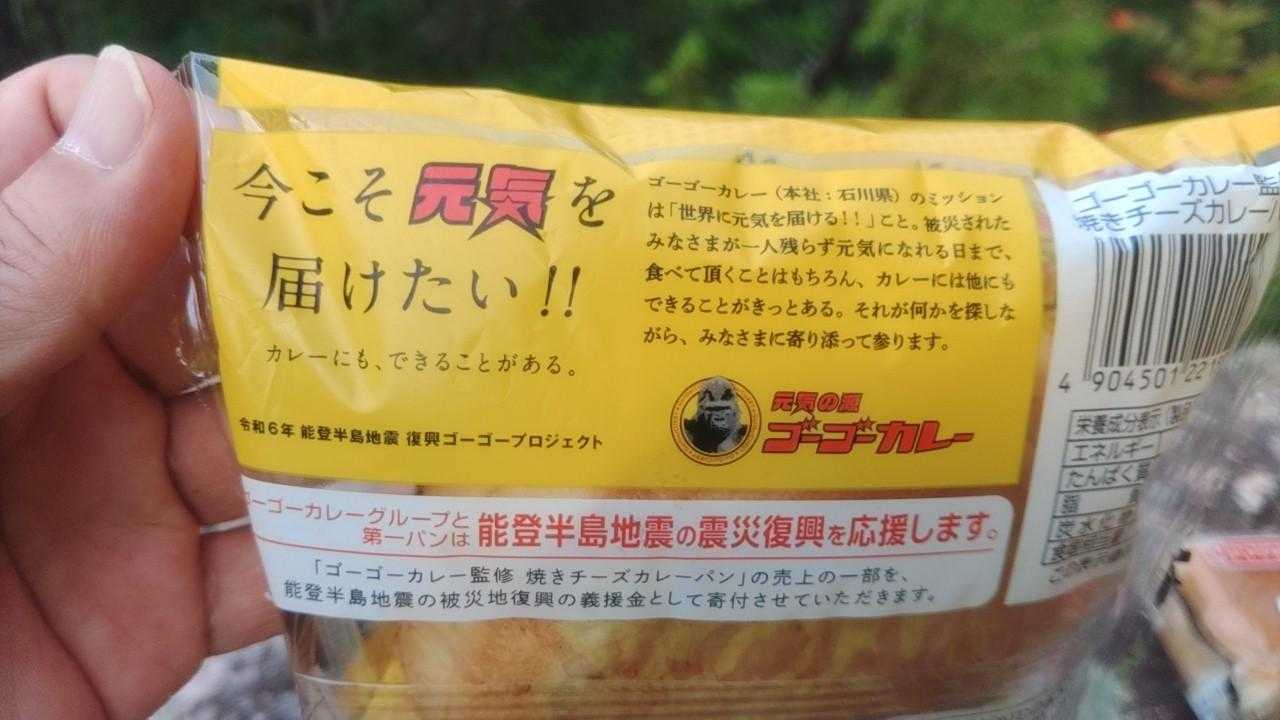 今こそ元気を
届けたい!!
カレーにも、できることがある。
令和6年 能登半島地震 復興ゴーゴープロジェクト
ゴーゴーカレー(本社:石川県)のミッション
は「世界に元気を届ける!!」こと。被災された
みなさまが一人残らず元気になれる日まで、
食べて頂くことはもちろん、カレーには他にも
できることがきっとある。それが何かを探しな
がら、みなさまに寄り添って参ります。
元気の源
ゴーゴーカレー
ゴーゴーカレーグループと
第一パンは能登半島地震の震災復興を応援します。
「ゴーゴーカレー監修 焼きチーズカレーパン」の売上の一部を、
能登半島地震の被災地復興の義援金として寄付させていただきます。
ゴーゴーカレー監
焼きチーズカレー
4 904501 221
栄養成分表示
エネルギー
たんぱく質
炭水化